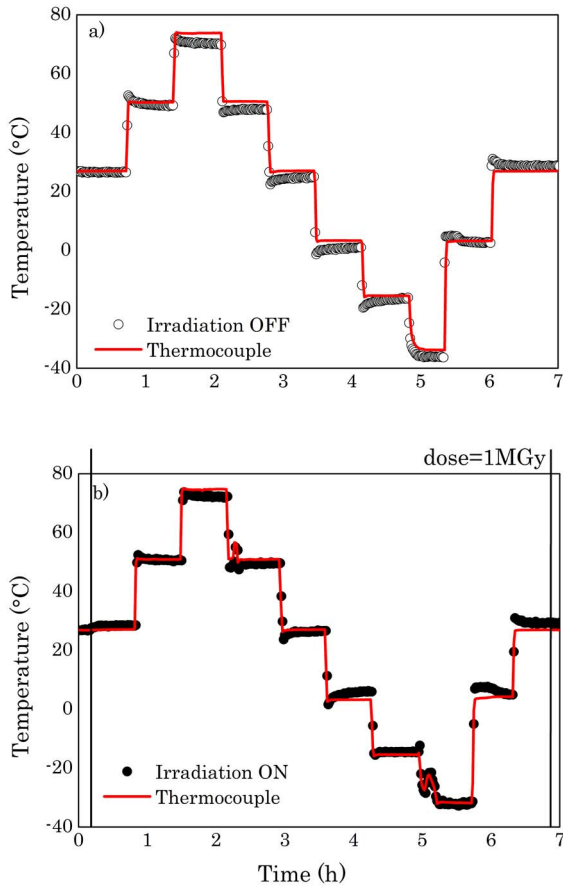 a)
80
60
40
20
0
-20
-40
Temperature (°C)
Irradiation OFF
Thermocouple
0 1 2 3 4 5 6 7
dose=1MGy
b)
80
60
40
20
0
-20
-40
Temperature (°C)
Irradiation ON
Thermocouple
0 1 2 3 4 5 6 7
Time (h)